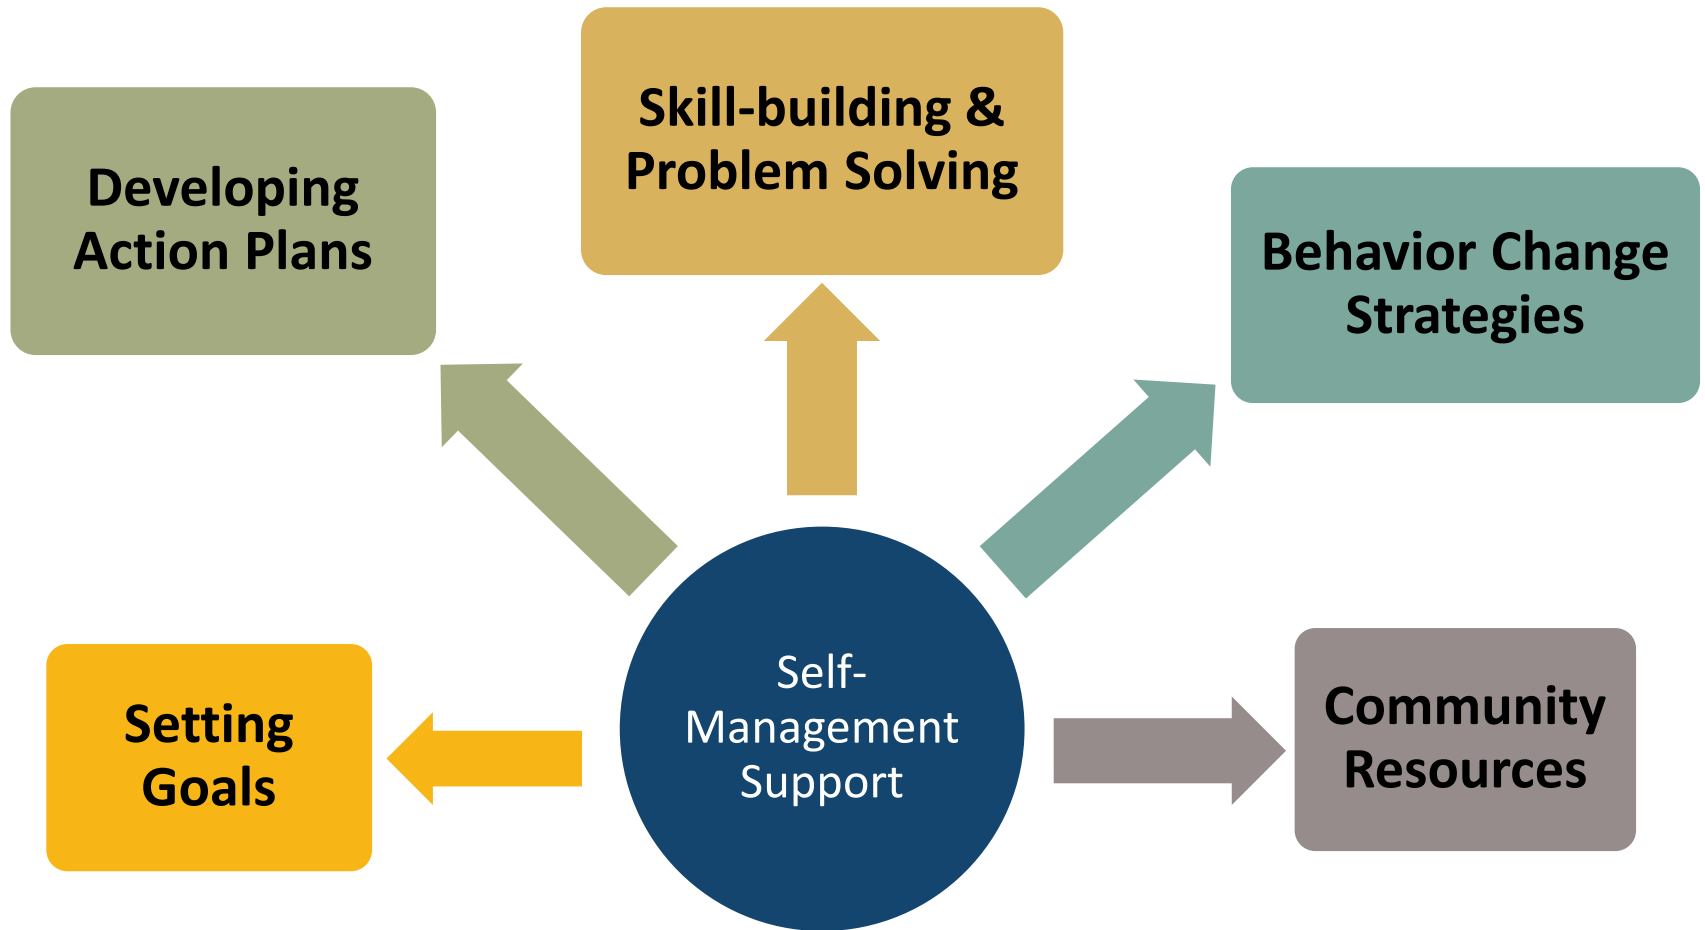 Skill-building &
Problem Solving
Developing
Action Plans
Behavior Change
Strategies
Setting
Goals
Self-
Management
Support
Community
Resources